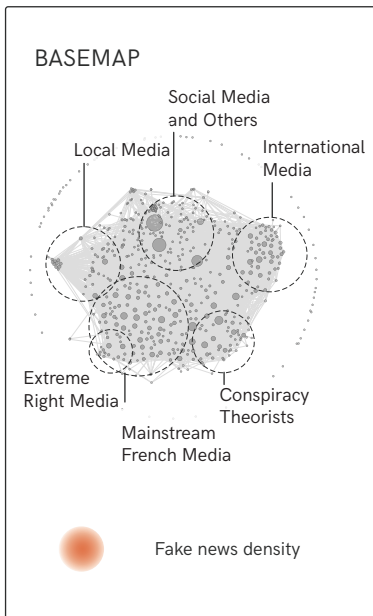 BASEMAP
Social Media
and Others
Local Media
International
Media
Extreme
Right Media
Conspiracy
Theorists
Mainstream
French Media
Fake news density